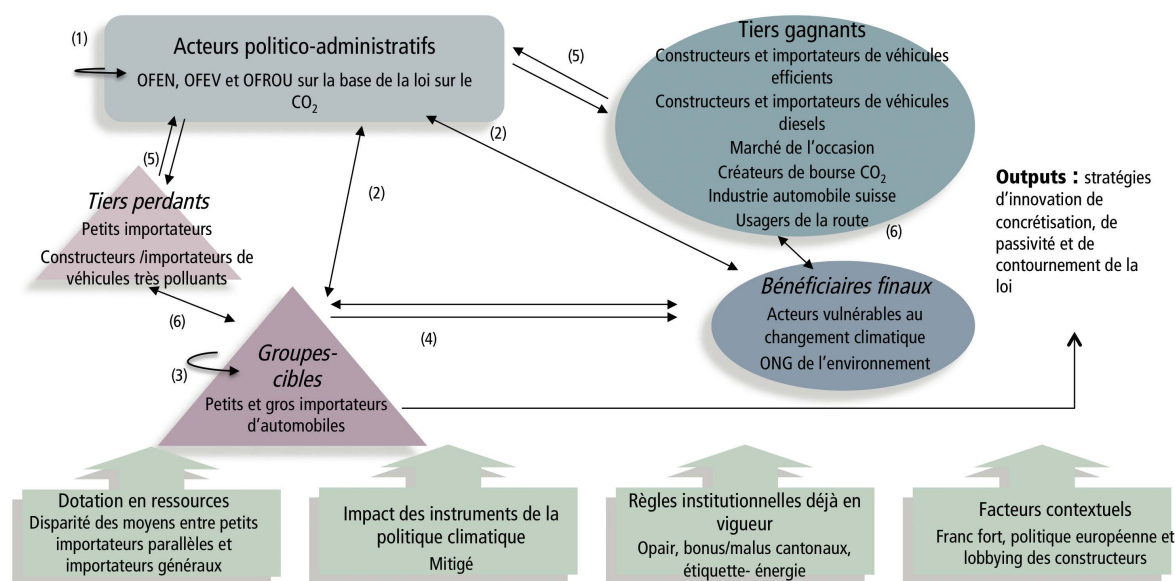 (1)
Acteurs politico-administratifs
OFEN, OFEV et OFROU sur la base de la loi sur le
CO2
(5)
Tiers gagnants
Constructeurs et importateurs de véhicules
efficients
Constructeurs et importateurs de véhicules
diesels
Marché de l'occasion
Créateurs de bourse CO2
Industrie automobile suisse
Usagers de la route
(6)
(2)
(2)
(5)
Tiers perdants
Petits importateurs
Constructeurs /importateurs de
véhicules très polluants
(6)
Outputs : stratégies
d'innovation de
concrétisation, de
passivité et de
contournement de la
loi
Bénéficiaires finaux
Acteurs vulnérables au
changement climatique
ONG de l'environnement
(4)
(3)
Groupes-
cibles
Petits et gros importateurs
d'automobiles
Dotation en ressources
Disparité des moyens entre petits
importateurs parallèles et
importateurs généraux
Impact des instruments de la
politique climatique
Mitigé
Règles institutionnelles déjà en
vigueur
Opair, bonus/malus cantonaux,
étiquette- énergie
Facteurs contextuels
Franc fort, politique européenne et
lobbying des constructeurs